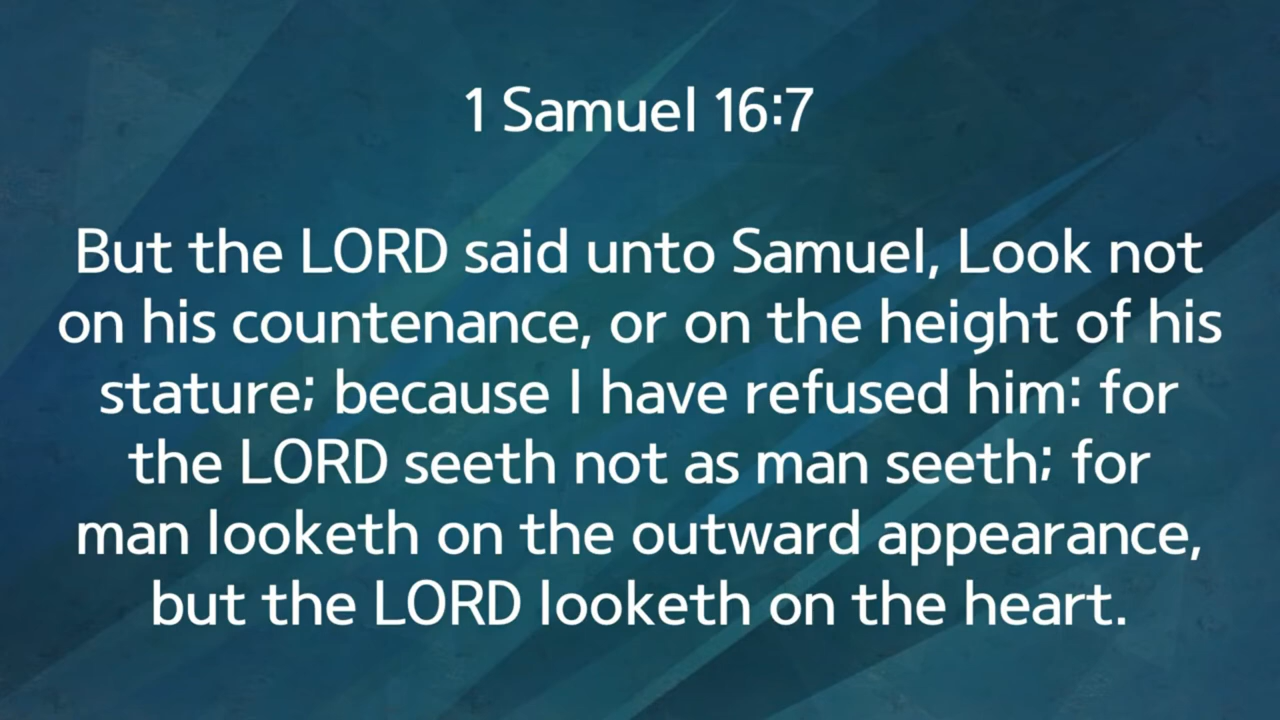 1 Samuel 16:7
But the LORD said unto Samuel, Look not
on his countenance, or on the height of his
stature; because I have refused him: for
the LORD seeth not as man seeth; for
man looketh on the outward appearance,
but the LORD looketh on the heart.